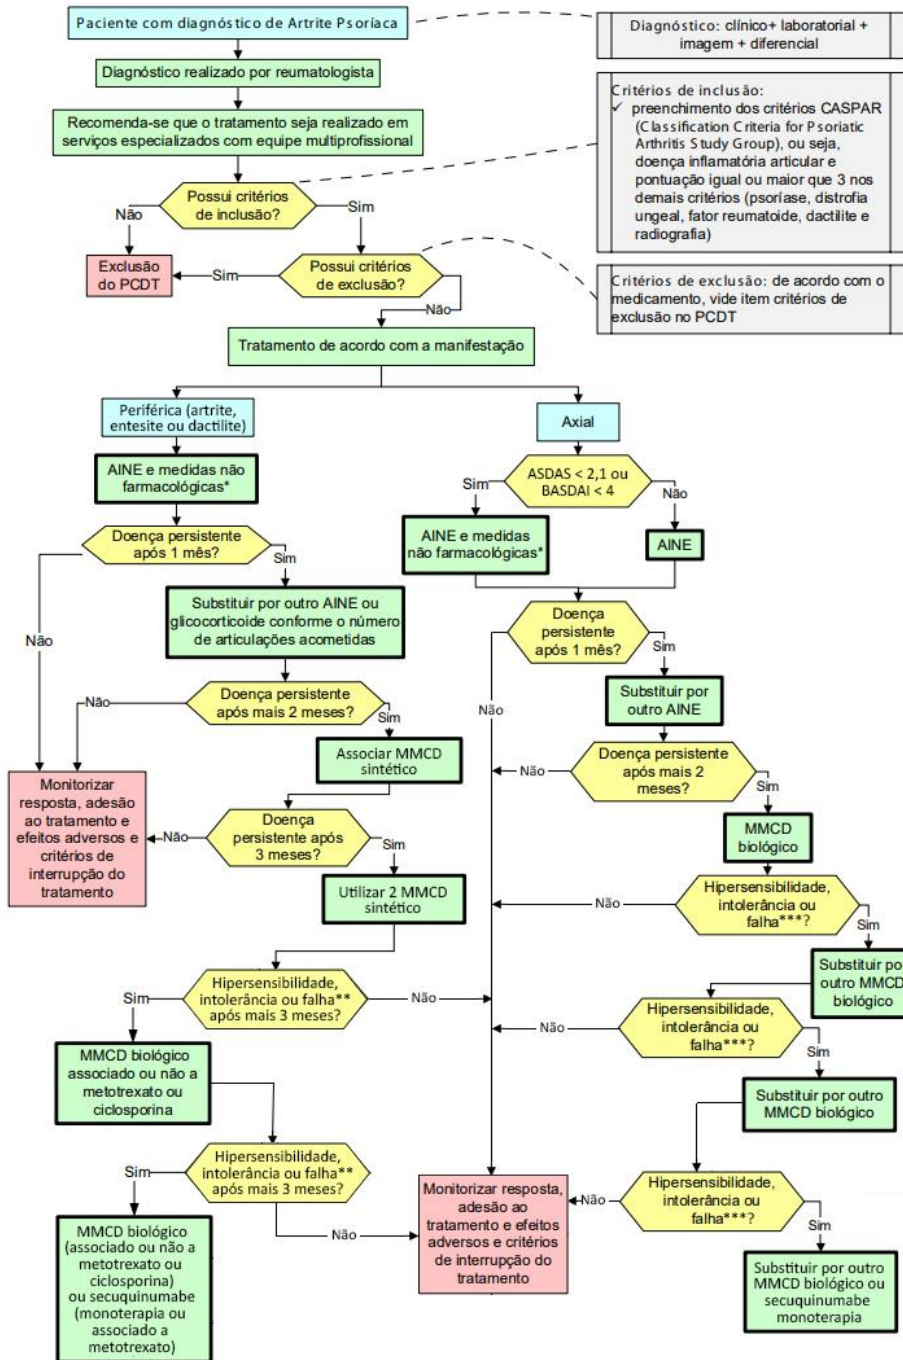 Paciente com diagnóstico de Artrite Psoríaca
Diagnóstico: clínico+ laboratorial +
imagem + diferencial
Diagnóstico realizado por reumatologista
Critérios de inclusão:
✓ preenchimento dos critérios CASPAR
(Classification Criteria for Psoriatic
Arthritis Study Group), ou seja,
doença inflamatória articular e
pontuação igual ou maior que 3 nos
demais critérios (psoríase, distrofia
ungeal, fator reumatoide, dactilite e
radiografia)
Recomenda-se que o tratamento seja realizado em
serviços especializados com equipe multiprofissional
Possui critérios
de inclusão?
Não
Sim
Exclusão
do PCDT
Sim
Possui critérios
de exclusão?
Não
Critérios de exclusão: de acordo com o
medicamento, vide item critérios de
exclusão no PCDT
Tratamento de acordo com a manifestação
Periférica (artrite,
entesite ou dactilite)
AINE e medidas não
farmacológicas*
Doença persistente
após 1 mês?
Sim
Não
Substituir por outro AINE ou
glicocorticoide conforme o número
de articulações acometidas
Doença persistente
após mais 2 meses?
Não
Sim
Associar MMCD
sintético
Monitorizar
resposta, adesão
ao tratamento e
efeitos adversos e
critérios de
interrupção do
tratamento
Não
Doença
persistente após
3 meses?
Sim
Utilizar 2 MMCD
sintético
Hipersensibilidade,
intolerância ou falha**
após mais 3 meses?
Sim
Não
MMCD biológico
associado ou não a
metotrexato ou
ciclosporina
Hipersensibilidade,
intolerância ou falha**
após mais 3 meses?
Sim
Não
MMCD biológico
(associado ou não a
metotrexato ou
ciclosporina)
ou secuquinumabe
(monoterapia ou
associado a
metotrexato)
Axial
ASDAS < 2,1 ou
BASDAI < 4
Sim
Não
AINE e medidas
não farmacológicas*
AINE
Doença
persistente
após 1 mês?
Sim
Não
Substituir por
outro AINE
Doença persistente
após mais 2
meses?
Não
Sim
MMCD
biológico
Hipersensibilidade,
intolerância ou
falha***?
Não
Sim
Substituir por
outro MMCD
biológico
Hipersensibilidade,
intolerância ou
falha***?
Não
Sim
Substituir por outro
MMCD biológico
Hipersensibilidade,
intolerância ou
falha***?
Não
Sim
Monitorizar resposta,
adesão ao
tratamento e efeitos
adversos e critérios
de interrupção do
tratamento
Substituir por outro
MMCD biológico ou
secuquinumabe
monoterapia